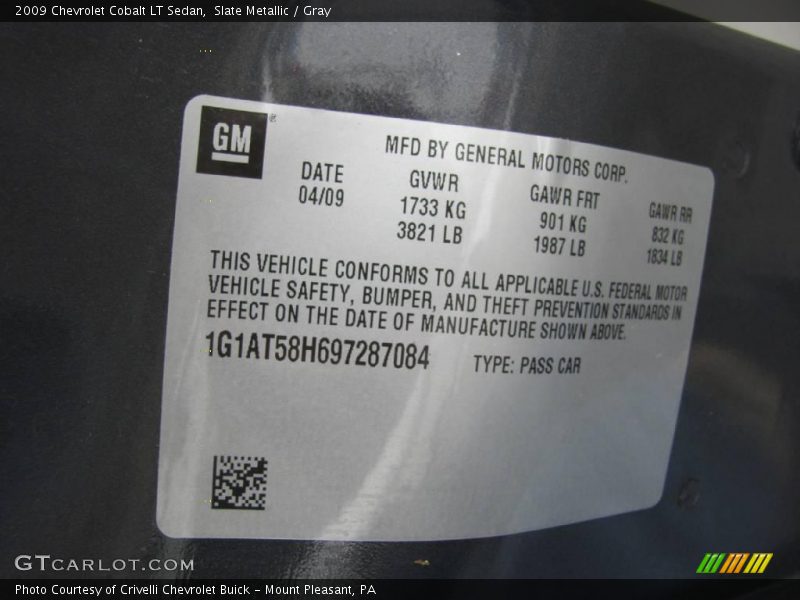 2009 Chevrolet Cobalt LT Sedan, Slate Metallic / Gray
GM®
MFD BY GENERAL MOTORS CORP.
DATE GVWR GAWR FRT GAWR RR
04/09 1733 KG 901 KG 832 KG
3821 LB 1987 LB 1834 LB
THIS VEHICLE CONFORMS TO ALL APPLICABLE U.S. FEDERAL MOTOR
VEHICLE SAFETY, BUMPER, AND THEFT PREVENTION STANDARDS IN
EFFECT ON THE DATE OF MANUFACTURE SHOWN ABOVE.
1G1AT58H697287084 TYPE: PASS CAR
GTCARLOT.COM
Photo Courtesy of Crivelli Chevrolet Buick - Mount Pleasant, PA